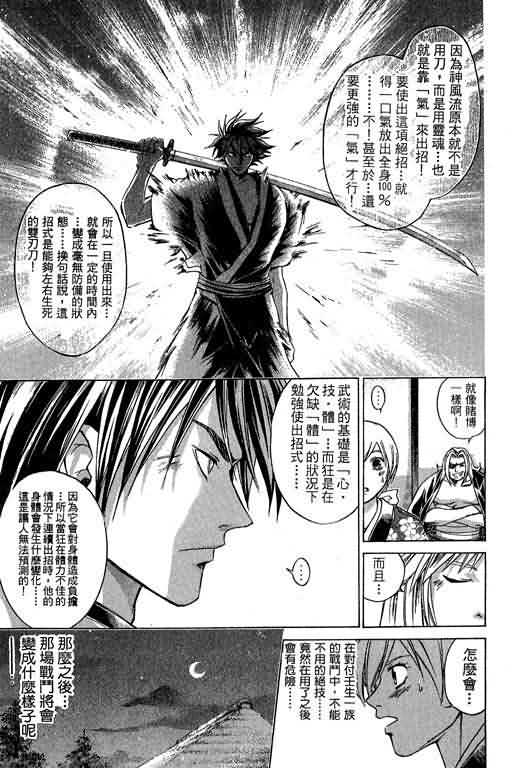 因為神風流原本就不是
用刀，而是用靈魂…也
就是靠「氣」來出招！
要使出這項絕招…就
得一口氣放出全身100%
………不！甚至於…還
要更強的「氣」才行！
所以一旦使用出來…
就會在一定的時間內
…變成毫無防備的狀
態……換句話說，這
招式是能夠左右生死
的雙刃刀！
就像賭博
一樣啊！
…
武術的基礎是「心．
技．體」…而狂是在
欠缺「體」的狀況下
勉強使出招式……
因為它會對身體造成負擔
…所以當狂在體力不佳的
情況下連續出招時，他的
身體會發生什麼變化……
這是讓人無法預測的！
而且…
怎麼會…
在對付壬生一族
的戰鬥中，不能
不用的絕技……
竟然在用了之後
會有危險……
那麼之後…
那場戰鬥將會
變成什麼樣子呢
──